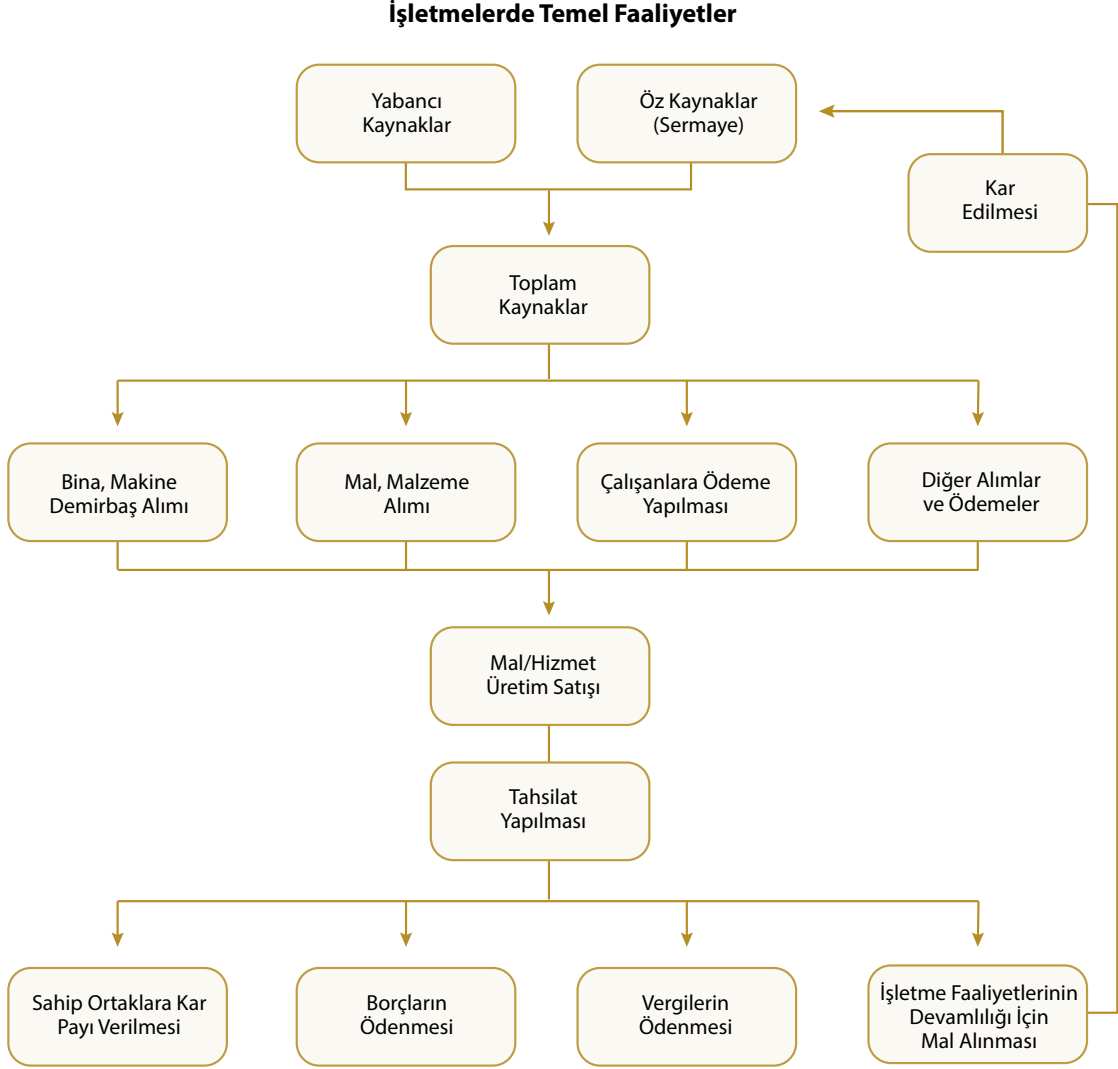 İşletmelerde Temel Faaliyetler
Yabancı
Kaynaklar
Öz Kaynaklar
(Sermaye)
Kar
Edilmesi
Toplam
Kaynaklar
Bina, Makine
Demirbaş Alımı
Mal, Malzeme
Alımı
Çalışanlara Ödeme
Yapılması
Diğer Alımlar
ve Ödemeler
Mal/Hizmet
Üretim Satışı
Tahsilat
Yapılması
Sahip Ortaklara Kar
Payı Verilmesi
Borçların
Ödenmesi
Vergilerin
Ödenmesi
İşletme Faaliyetlerinin
Devamlılığı İçin
Mal Alınması